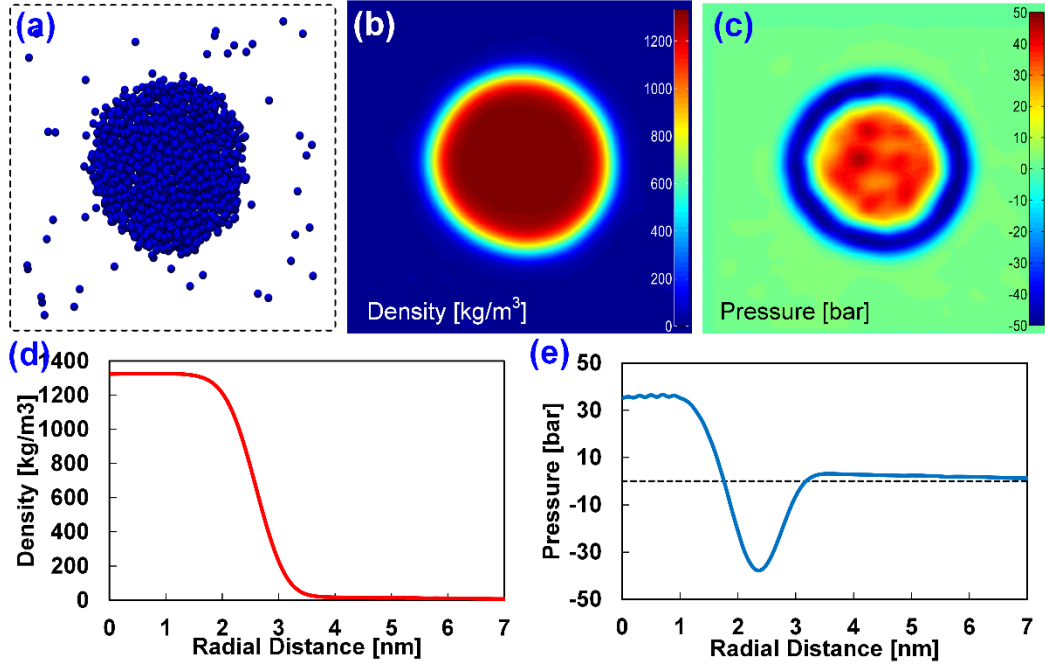 (a)
(b)
1200
1000
800
600
400
200
0
Density [kg/m³]
(c)
50
40
30
20
10
0
-10
-20
-30
-40
-50
Pressure [bar]
(d)
Density [kg/m3]
1400
1200
1000
800
600
400
200
0
0 1 2 3 4 5 6 7
Radial Distance [nm]
(e)
Pressure [bar]
50
30
10
-10
-30
-50
0 1 2 3 4 5 6 7
Radial Distance [nm]